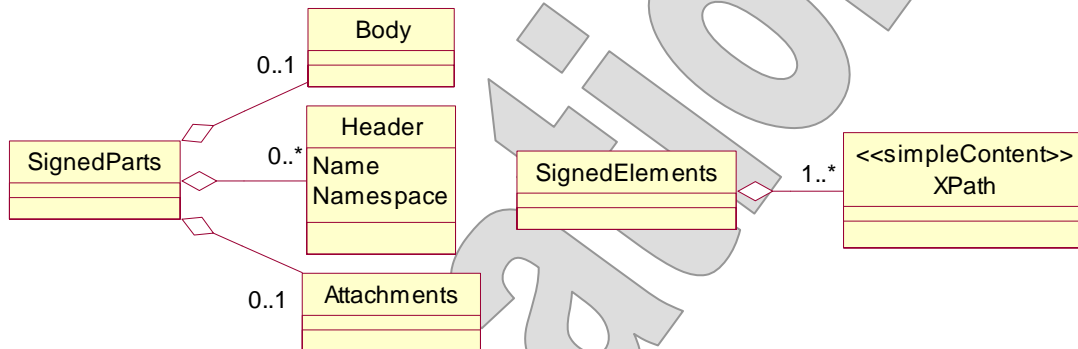 Body
0..1
Header
Name
Namespace
0..*
SignedParts
Attachments
0..1
SignedElements
1..*
<<simpleContent>>
XPath